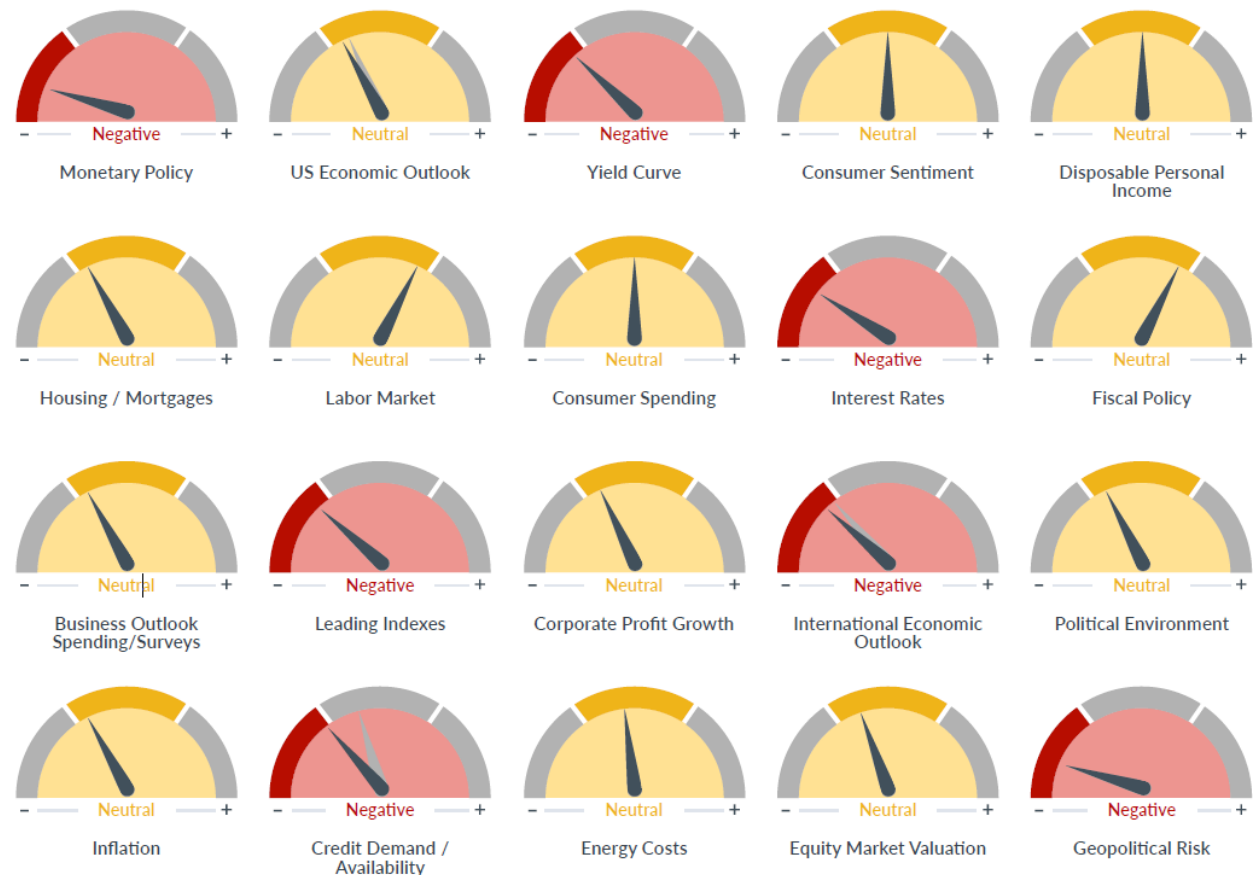 - Negative + - Neutral + - Negative + - Neutral + - Neutral +
Monetary Policy US Economic Outlook Yield Curve Consumer Sentiment Disposable Personal
Income
- Neutral + - Neutral + - Neutral + - Negative + - Neutral +
Housing / Mortgages Labor Market Consumer Spending Interest Rates Fiscal Policy
- Neutral + - Negative + - Neutral + - Negative + - Neutral +
Business Outlook Leading Indexes Corporate Profit Growth International Economic Political Environment
Spending/Surveys Outlook
- Neutral + - Negative + - Neutral + - Neutral + - Negative +
Inflation Credit Demand / Energy Costs Equity Market Valuation Geopolitical Risk
Availability